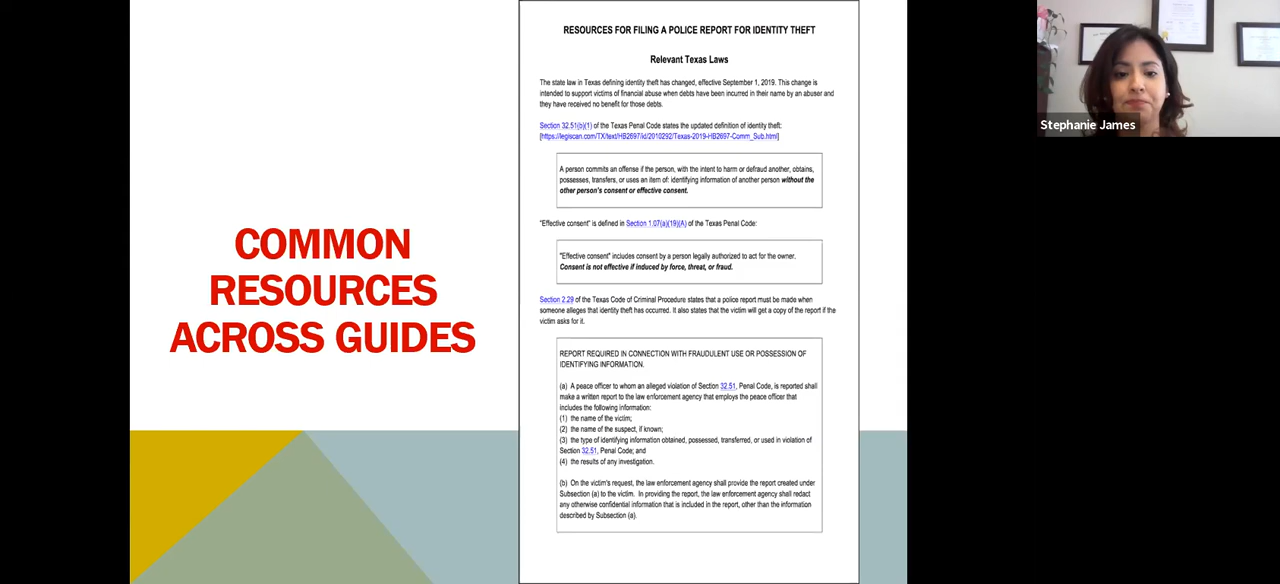 COMMON
RESOURCES
ACROSS GUIDES
RESOURCES FOR FILING A POLICE REPORT FOR IDENTITY THEFT
Relevant Texas Laws
The state law in Texas defining identity theft has changed, effective September 1, 2019. This change is
intended to support victims of financial abuse when debts have been incurred in their name by an abuser and
they have received no benefit for those debts.
Section 32.51(b)(1) of the Texas Penal Code states the updated definition of identity theft:
[https://legiscan.com/TX/text/HB2697/id/2010292/Texas-2019-HB2697-Comm_Sub.html]
A person commits an offense if the person, with the intent to harm or defraud another, obtains,
possesses, transfers, or uses an item of: identifying information of another person without the
other person's consent or effective consent.
"Effective consent" is defined in Section 1.07(a)(19)(A) of the Texas Penal Code:
"Effective consent" includes consent by a person legally authorized to act for the owner.
Consent is not effective if induced by force, threat, or fraud.
Section 2.29 of the Texas Code of Criminal Procedure states that a police report must be made when
someone alleges that identity theft has occurred. It also states that the victim will get a copy of the report if the
victim asks for it.
REPORT REQUIRED IN CONNECTION WITH FRAUDULENT USE OR POSSESSION OF
IDENTIFYING INFORMATION.
(a) A peace officer to whom an alleged violation of Section 32.51, Penal Code, is reported shall
make a written report to the law enforcement agency that employs the peace officer that
includes the following information:
(1) the name of the victim;
(2) the name of the suspect, if known;
(3) the type of identifying information obtained, possessed, transferred, or used in violation of
Section 32.51, Penal Code; and
(4) the results of any investigation.
(b) On the victim's request, the law enforcement agency shall provide the report created under
Subsection (a) to the victim. In providing the report, the law enforcement agency shall redact
any otherwise confidential information that is included in the report, other than the information
described by Subsection (a).
Stephanie James